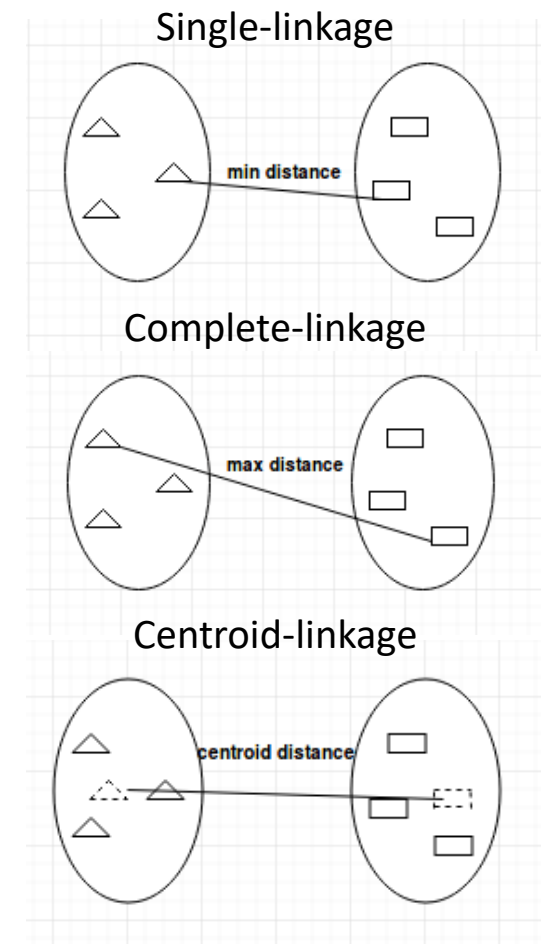 Single-linkage
min distance
Complete-linkage
max distance
Centroid-linkage
centroid distance